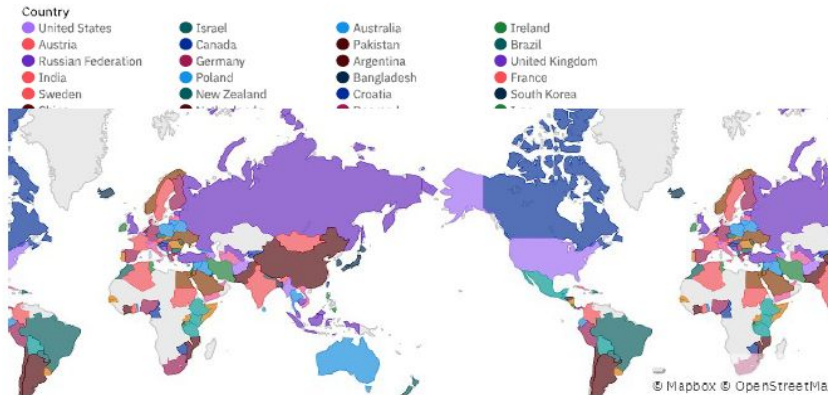 Country
United States
Austria
Russian Federation
India
Sweden
Israel
Canada
Germany
Poland
New Zealand
Australia
Pakistan
Argentina
Bangladesh
Croatia
Ireland
Brazil
United Kingdom
France
South Korea
© Mapbox © OpenStreetMa